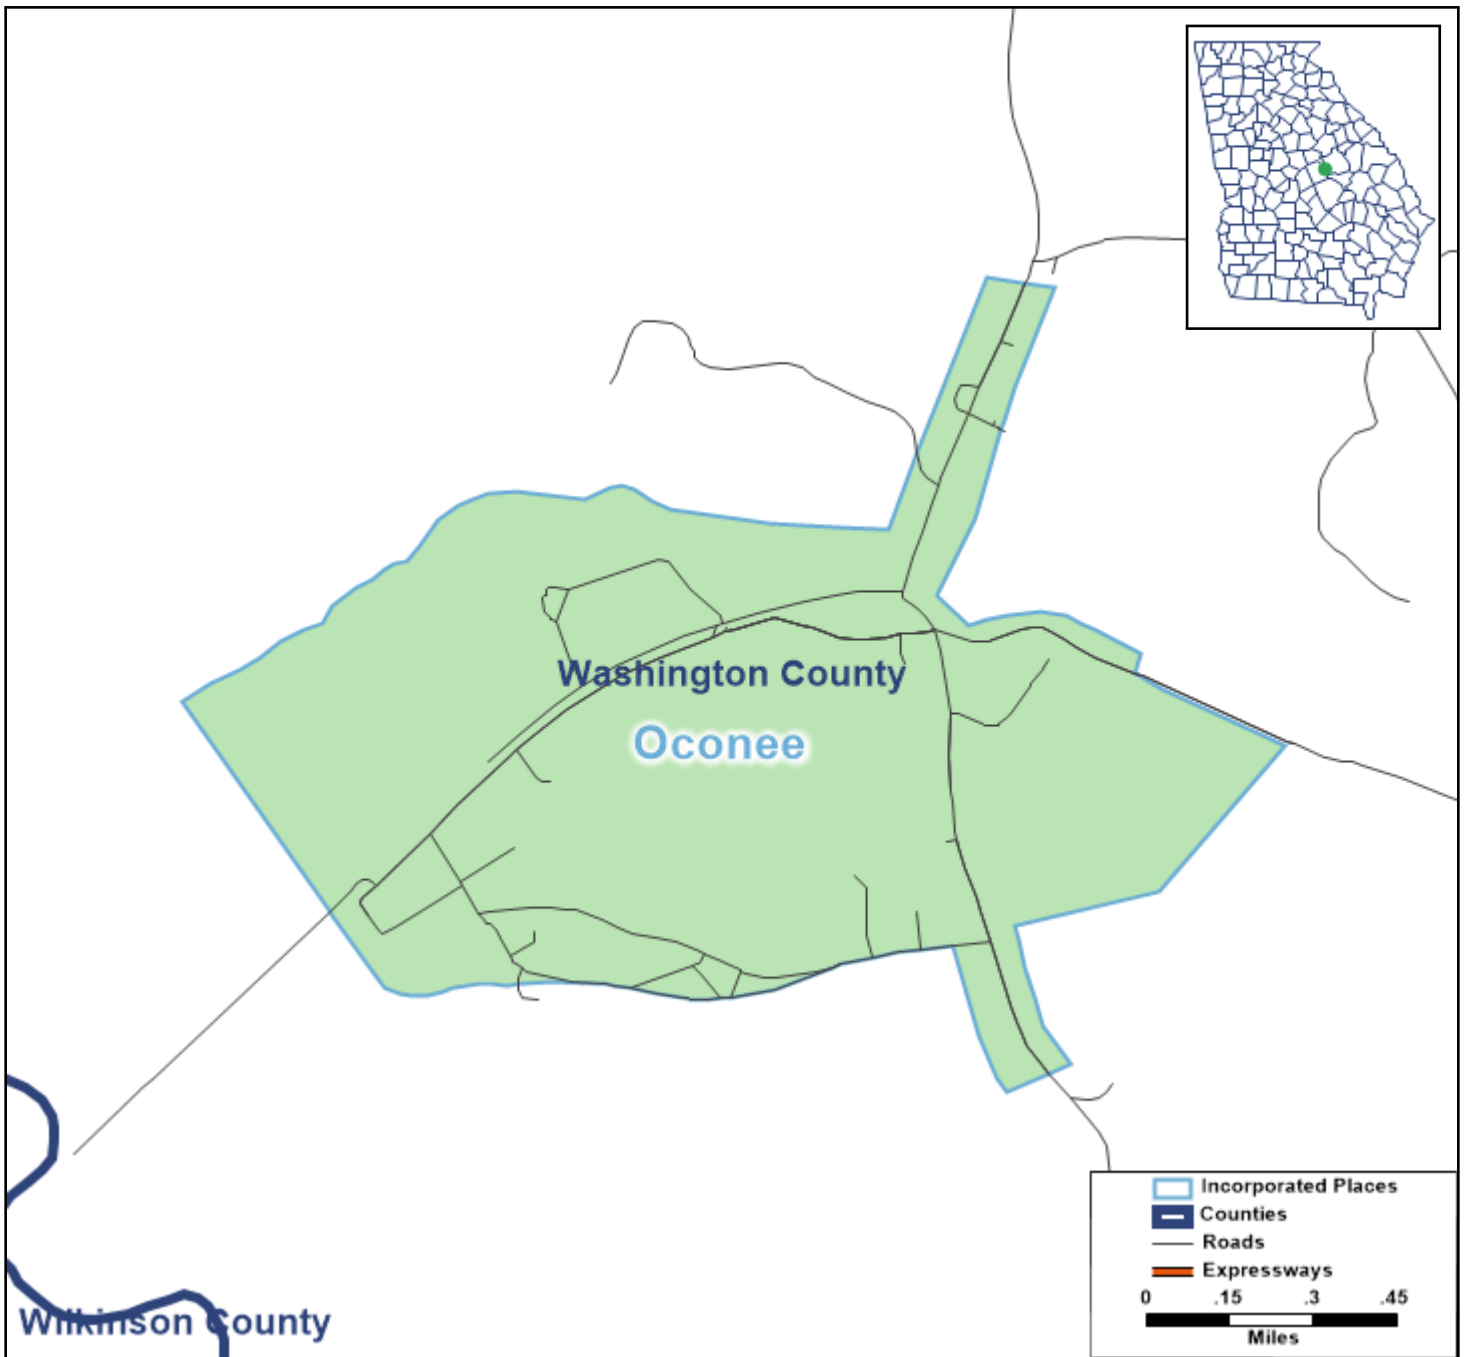 Washington County
Oconee
Wilkinson County
Incorporated Places
Counties
Roads
Expressways
0 .15 .3 .45
Miles